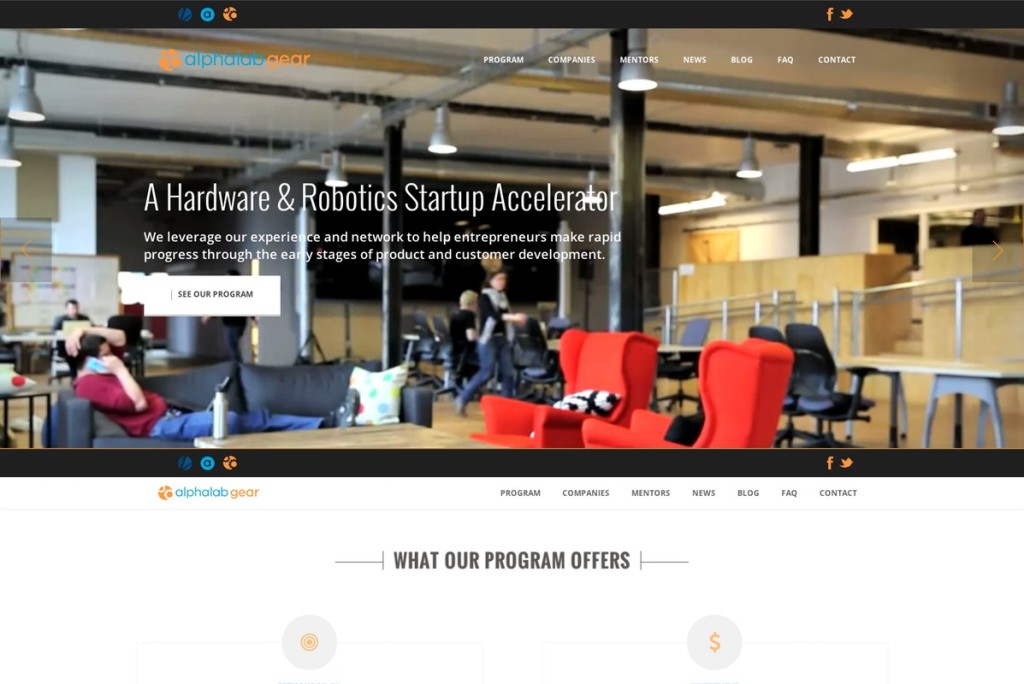 alphalab gear
PROGRAM COMPANIES MENTORS NEWS BLOG FAQ CONTACT
A Hardware & Robotics Startup Accelerator
We leverage our experience and network to help entrepreneurs make rapid
progress through the early stages of product and customer development.
SEE OUR PROGRAM
alphalab gear
PROGRAM COMPANIES MENTORS NEWS BLOG FAQ CONTACT
WHAT OUR PROGRAM OFFERS
$